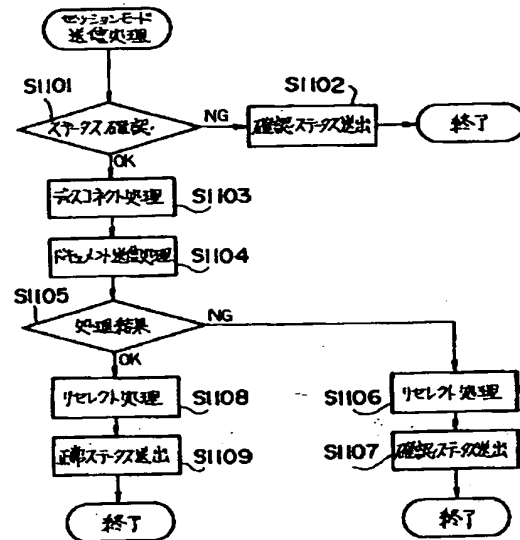 セッションモード
送信処理
S1101
ステータス確認
NG
S1102
確認ステータス送出
終了
OK
ディスコネクト処理
S1103
ドキュメント送信処理
S1104
S1105
処理結果
NG
OK
リセレクト処理
S1108
正常ステータス送出
S1109
終了
S1106
リセレクト処理
S1107
確認ステータス送出
終了